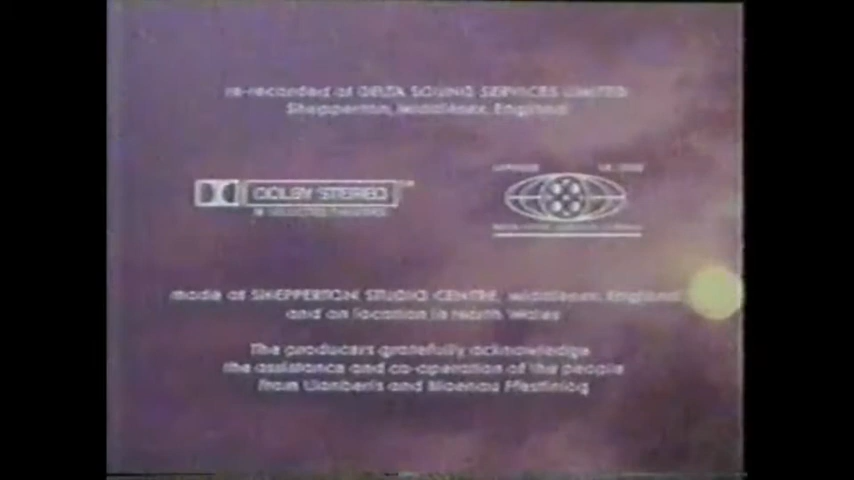 re-recorded at DELTA SOUND SERVICES LIMITED
Shepperton, Middlesex, England
DOLBY STEREO
IN SELECTED THEATRES
made at SHEPPERTON STUDIO CENTRE, Middlesex, England
and on location in North Wales
The producers gratefully acknowledge
the assistance and co-operation of the people
from Llanberis and Blaenau Ffestiniog